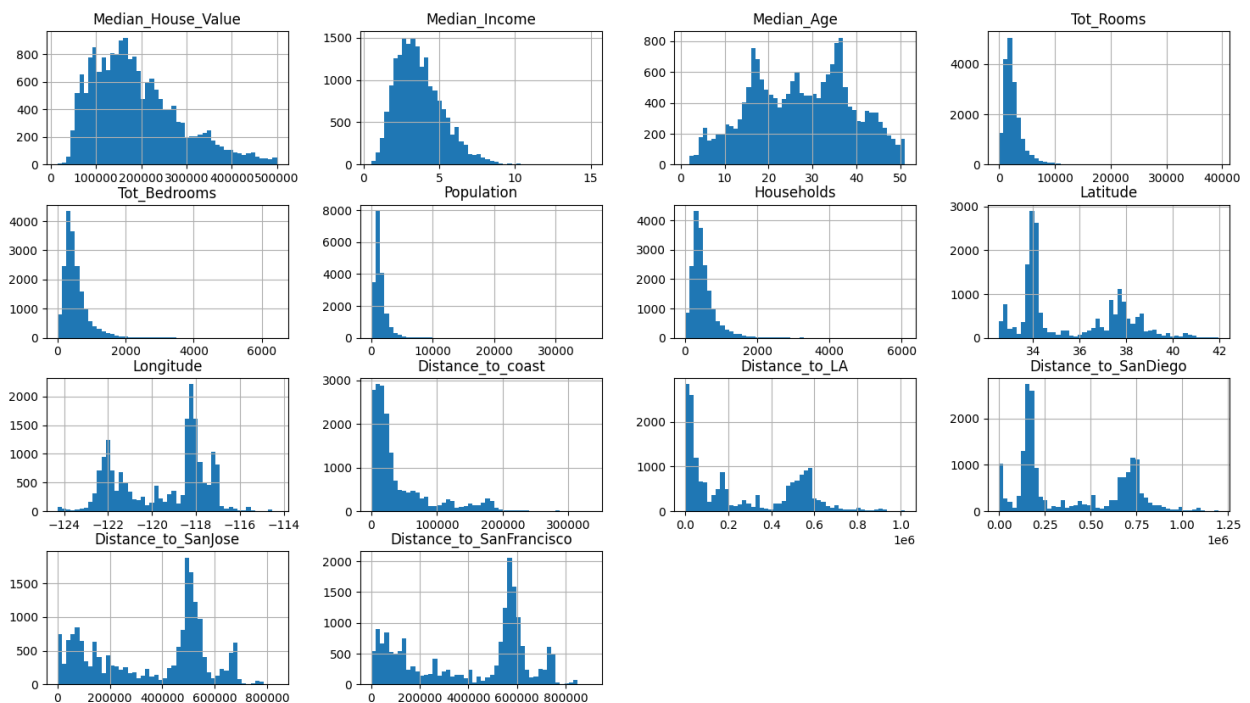 Median_House_Value
800
600
400
200
0
0 100000 200000 300000 400000 500000
Median_Income
1500
1000
500
0
0 5 10 15
Median_Age
800
600
400
200
0
0 10 20 30 40 50
Tot_Rooms
4000
2000
0
0 10000 20000 30000 40000
Tot_Bedrooms
4000
3000
2000
1000
0
0 2000 4000 6000
Population
8000
6000
4000
2000
0
0 10000 20000 30000
Households
4000
3000
2000
1000
0
0 2000 4000 6000
Latitude
3000
2000
1000
0
34 36 38 40 42
Longitude
2000
1500
1000
500
0
−124 −122 −120 −118 −116 −114
Distance_to_coast
3000
2000
1000
0
0 100000 200000 300000
Distance_to_LA
2000
1000
0
0.0 0.2 0.4 0.6 0.8 1.0
1e6
Distance_to_SanDiego
2000
1000
0
0.00 0.25 0.50 0.75 1.00 1.25
1e6
Distance_to_SanJose
1500
1000
500
0
0 200000 400000 600000 800000
Distance_to_SanFrancisco
2000
1500
1000
500
0
0 200000 400000 600000 800000